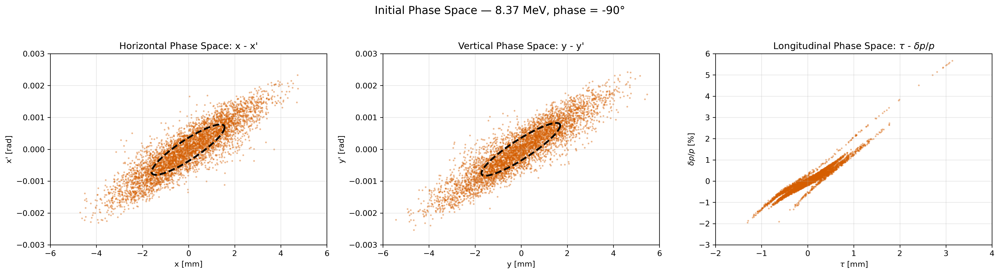 Initial Phase Space — 8.37 MeV, phase = -90°
Horizontal Phase Space: x - x'
0.003
0.002
0.001
0.000
−0.001
−0.002
−0.003
x' [rad]
−6 −4 −2 0 2 4 6
x [mm]
Vertical Phase Space: y - y'
0.003
0.002
0.001
0.000
−0.001
−0.002
−0.003
y' [rad]
−6 −4 −2 0 2 4 6
y [mm]
Longitudinal Phase Space: τ - δp/p
6
5
4
3
2
1
0
−1
−2
−3
δp/p [%]
−2 −1 0 1 2 3 4
τ [mm]